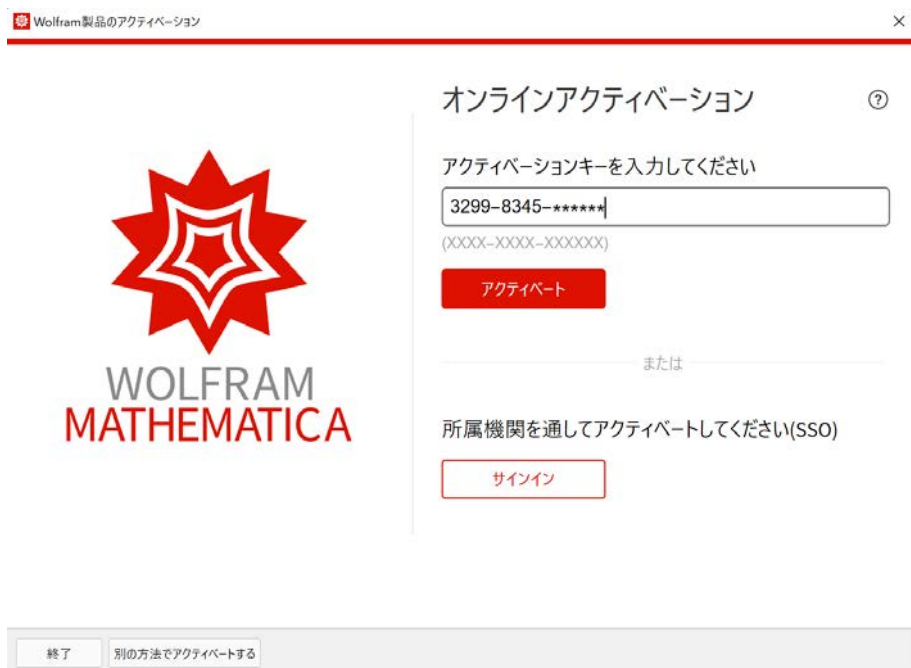 Wolfram製品のアクティベーション
オンラインアクティベーション
アクティベーションキーを入力してください
3299-8345-******
(XXXX-XXXX-XXXXXX)
アクティベート
または
所属機関を通してアクティベートしてください(SSO)
サインイン
WOLFRAM
MATHEMATICA
終了
別の方法でアクティベートする